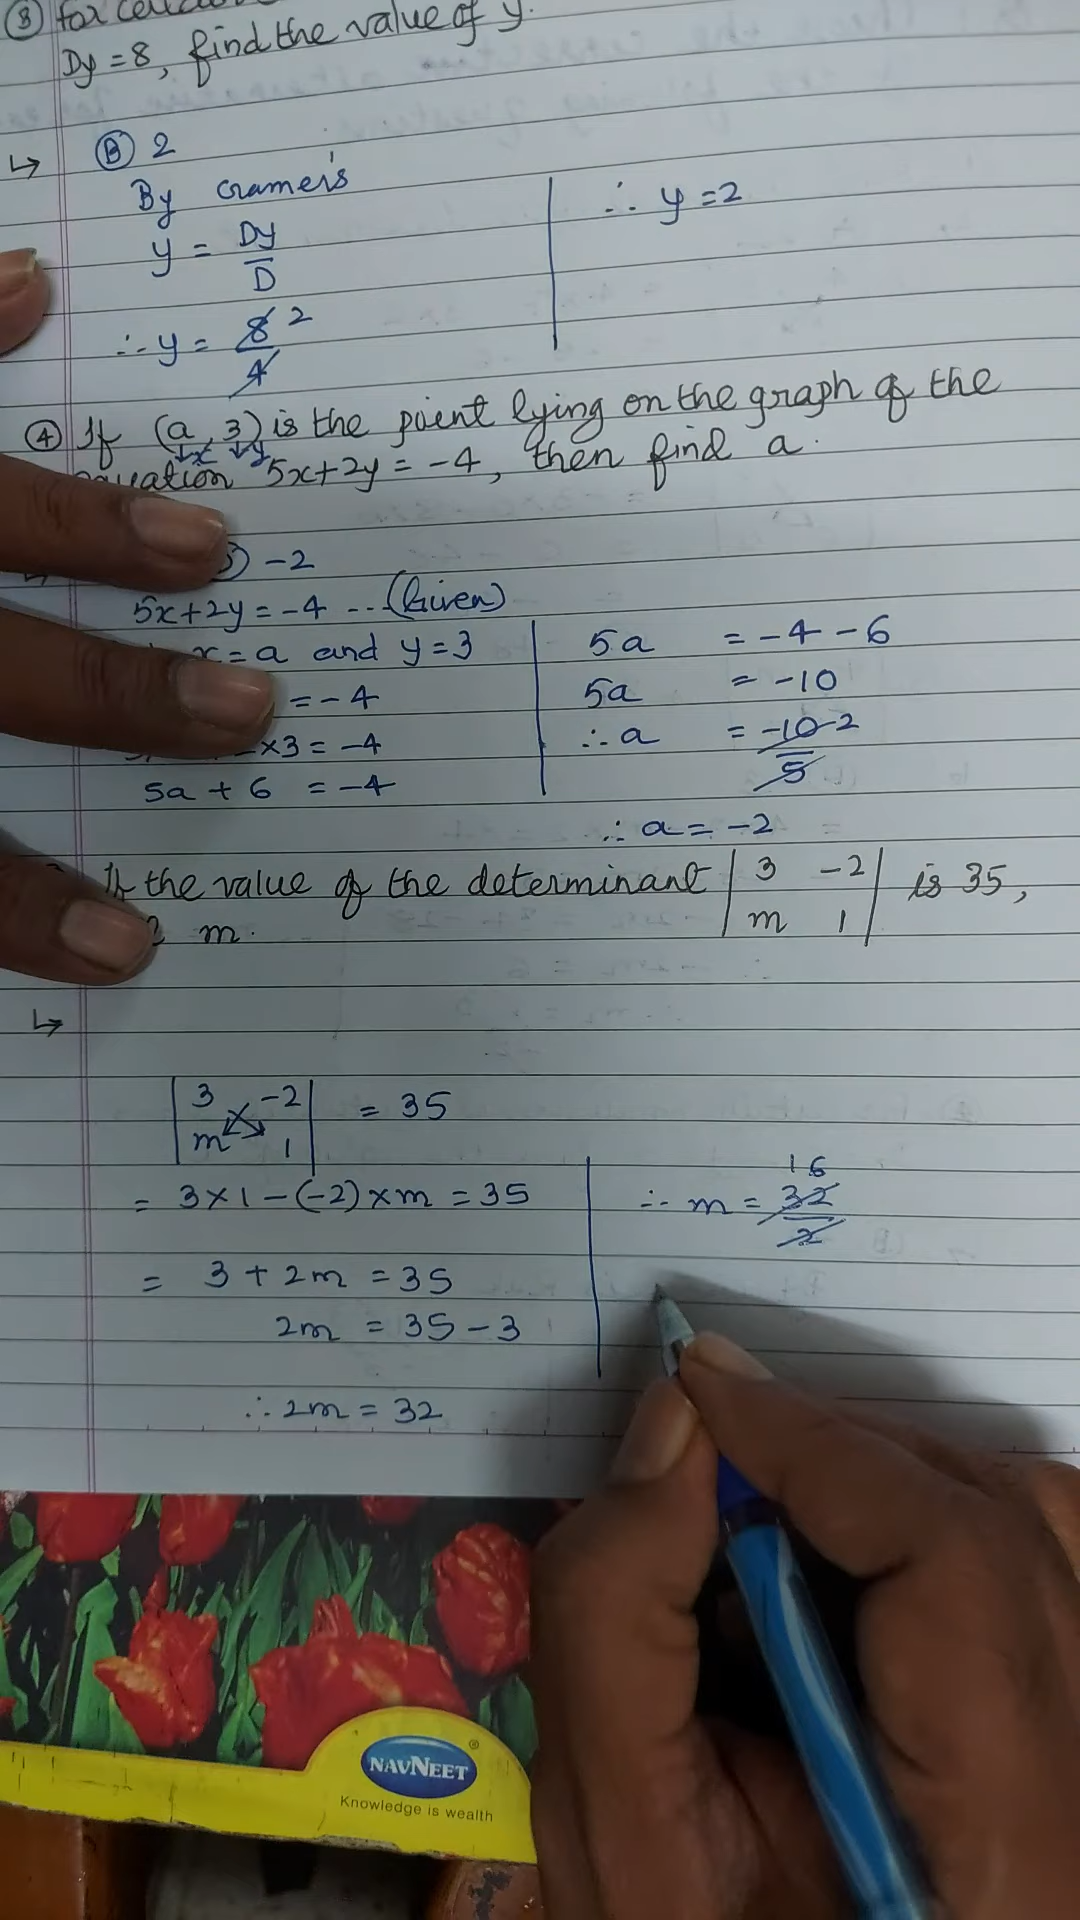 ③ for
Dy = 8, find the value of y.
↳ Ⓑ 2
By cramer's
y = Dy/D
∴ y = 8/4 2
∴ y = 2
④ If (a, 3) is the point lying on the graph of the
↓x ↓y
equation 5x+2y = -4, then find a.
-2
5x+2y = -4 ... (Given)
x = a and y = 3
= -4
×3 = -4
5a + 6 = -4
5a = -4 - 6
5a = -10
∴ a = -10/5 -2
∴ a = -2
If the value of the determinant | 3 -2 | is 35,
| m 1 |
m.
↳
| 3 -2 | = 35
| m 1 |
= 3×1 - (-2)×m = 35
= 3 + 2m = 35
2m = 35 - 3
∴ 2m = 32
16
∴ m = 32/2
NAVNEET ®
Knowledge is wealth